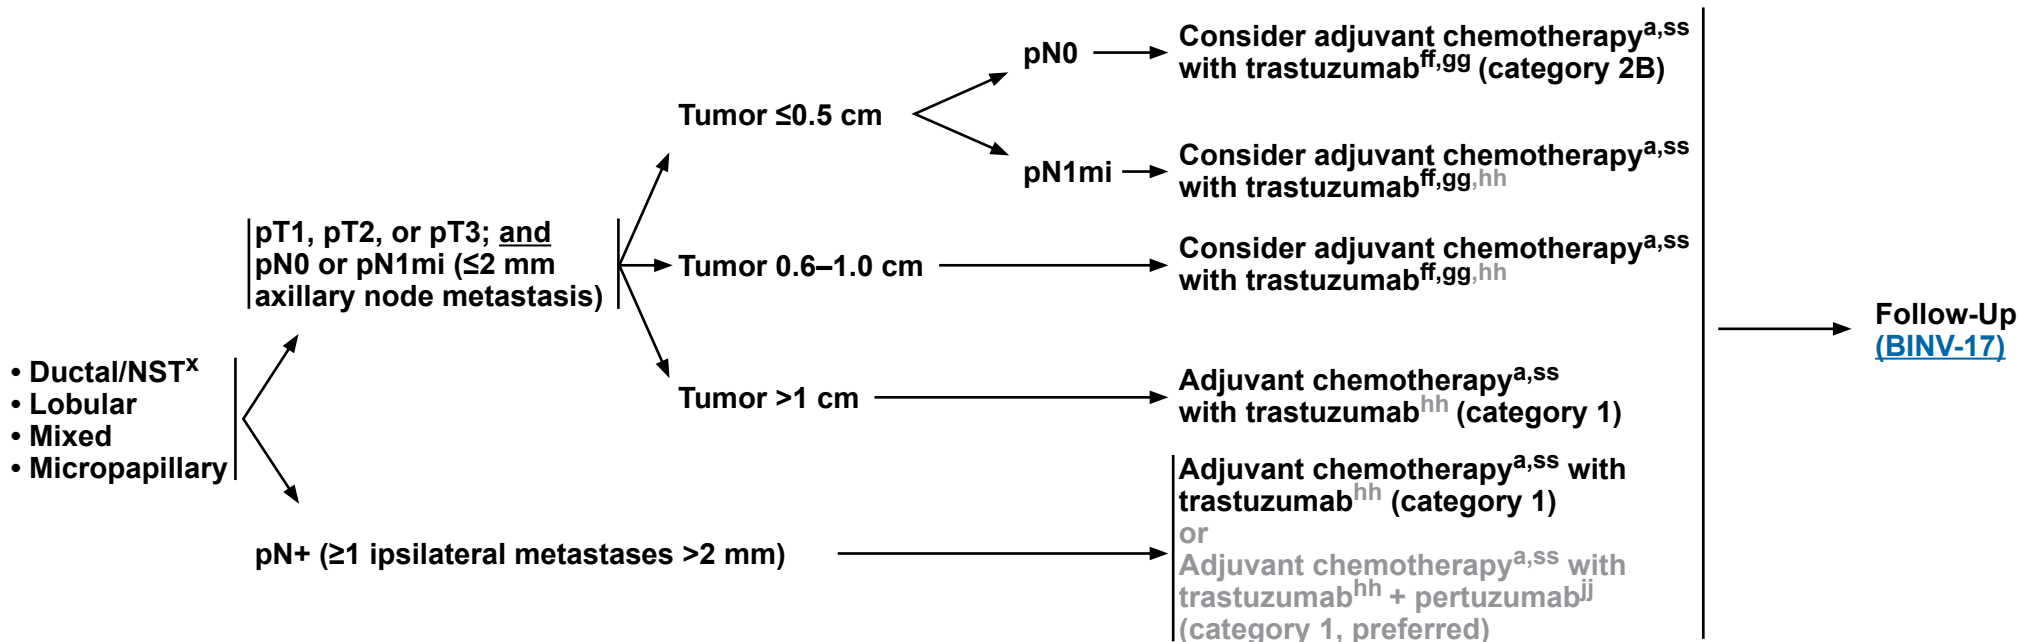 • Ductal/NSTx
• Lobular
• Mixed
• Micropapillary
pT1, pT2, or pT3; and
pN0 or pN1mi (≤2 mm
axillary node metastasis)
pN+ (≥1 ipsilateral metastases >2 mm)
Tumor ≤0.5 cm
pN0
Consider adjuvant chemotherapya,ss
with trastuzumabff,gg (category 2B)
pN1mi
Consider adjuvant chemotherapya,ss
with trastuzumabff,gg,hh
Tumor 0.6–1.0 cm
Consider adjuvant chemotherapya,ss
with trastuzumabff,gg,hh
Tumor >1 cm
Adjuvant chemotherapya,ss
with trastuzumabhh (category 1)
Adjuvant chemotherapya,ss with
trastuzumabhh (category 1)
or
Adjuvant chemotherapya,ss with
trastuzumabhh + pertuzumabjj
(category 1, preferred)
Follow-Up
(BINV-17)